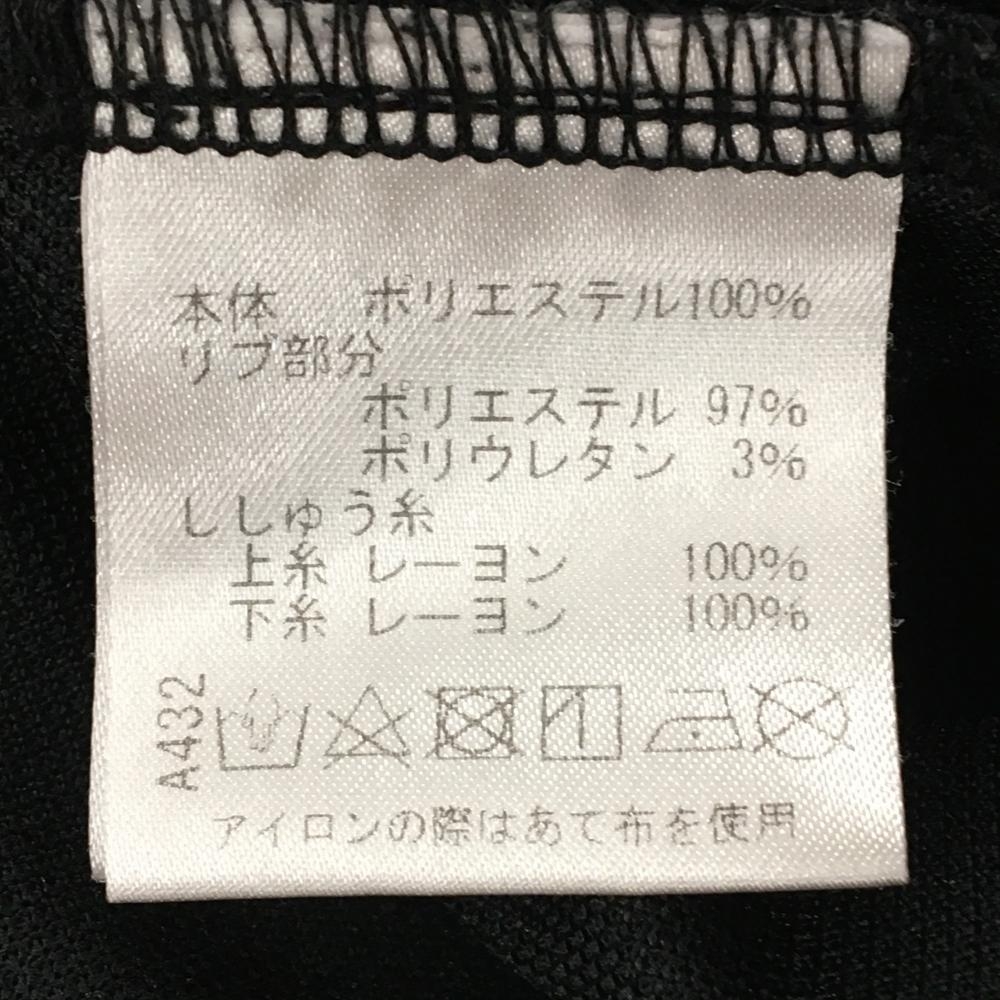 本体 ポリエステル100%
リブ部分
ポリエステル 97%
ポリウレタン 3%
ししゅう糸
上糸 レーヨン 100%
下糸 レーヨン 100%
A432
アイロンの際はあて布を使用